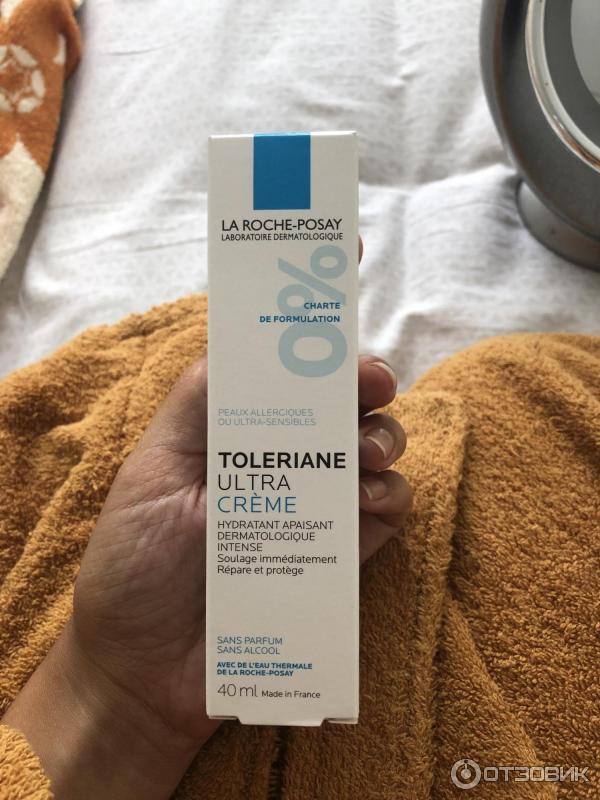 LA ROCHE-POSAY
LABORATOIRE DERMATOLOGIQUE
0%
CHARTE
DE FORMULATION
PEAUX ALLERGIQUES
OU ULTRA-SENSIBLES
TOLERIANE
ULTRA
CRÈME
HYDRATANT APAISANT
DERMATOLOGIQUE
INTENSE
Soulage immédiatement
Répare et protège
SANS PARFUM
SANS ALCOOL
AVEC DE L'EAU THERMALE
DE LA ROCHE-POSAY
40 ml Made in France
ОТЗОВИК